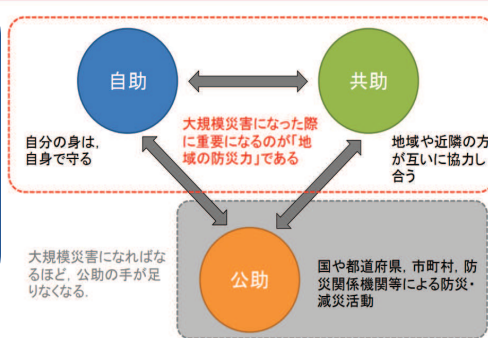 自助
共助
自分の身は,
自身で守る
大規模災害になった際
に重要になるのが「地
域の防災力」である
地域や近隣の方
が互いに協力し
合う
大規模災害になればな
るほど, 公助の手が足
りなくなる.
公助
国や都道府県, 市町村, 防
災関係機関等による防災・
減災活動